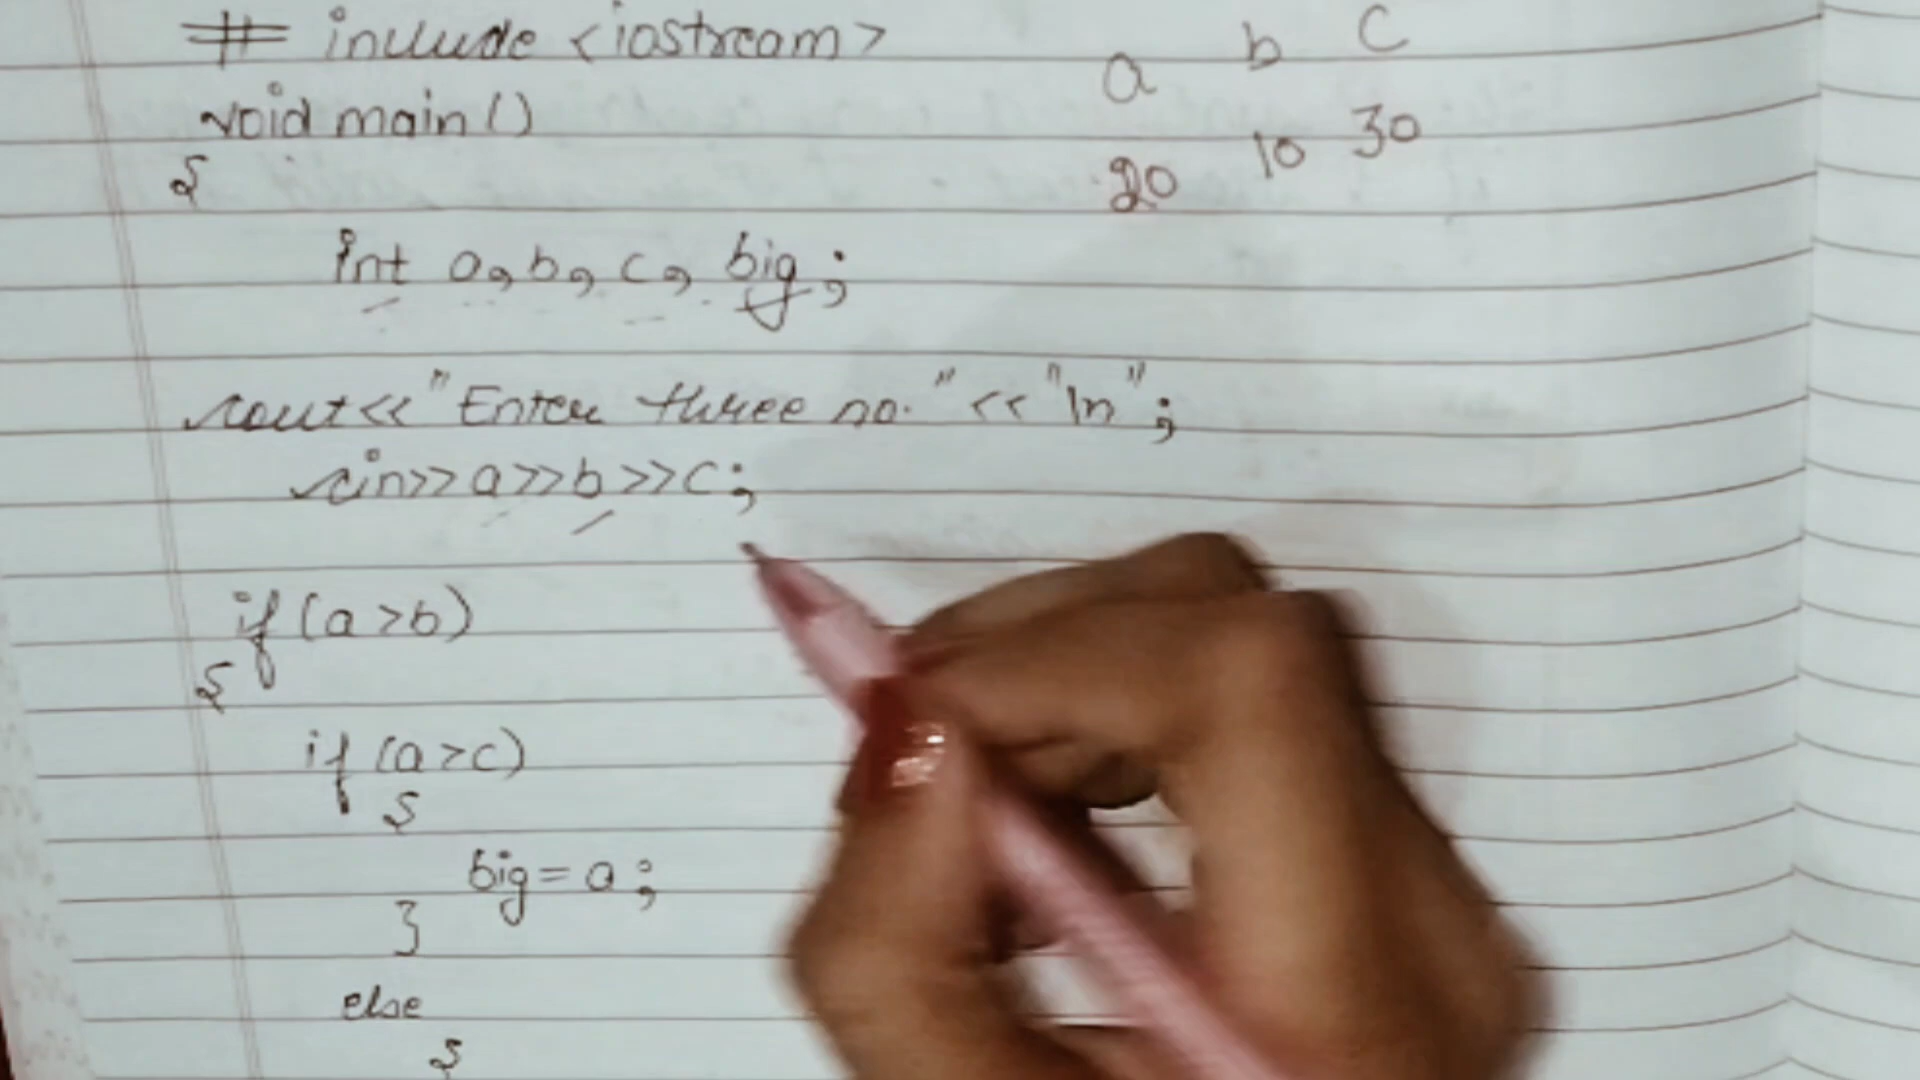 # include <iostream>
void main()
{
int a, b, c, big;
cout<<"Enter three no."<<"\n";
cin>>a>>b>>c;
if (a>b)
{
if (a>c)
{
big = a;
}
else
{
a b c
20 10 30